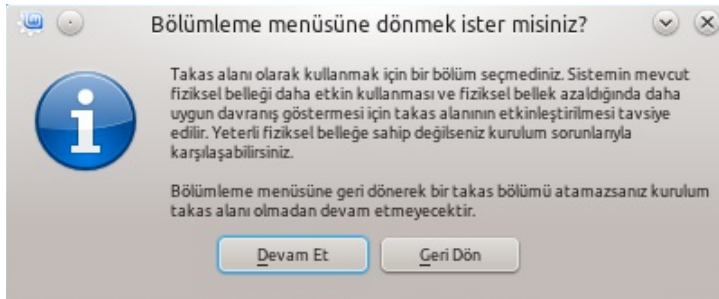 Bölümleme menüsüne dönmek ister misiniz?
Takas alanı olarak kullanmak için bir bölüm seçmediniz. Sistemin mevcut
fiziksel belleği daha etkin kullanması ve fiziksel bellek azaldığında daha
uygun davranış göstermesi için takas alanının etkinleştirilmesi tavsiye
edilir. Yeterli fiziksel belleğe sahip değilseniz kurulum sorunlarıyla
karşılaşabilirsiniz.
Bölümleme menüsüne geri dönerek bir takas bölümü atamazsanız kurulum
takas alanı olmadan devam etmeyecektir.
Devam Et
Geri Dön